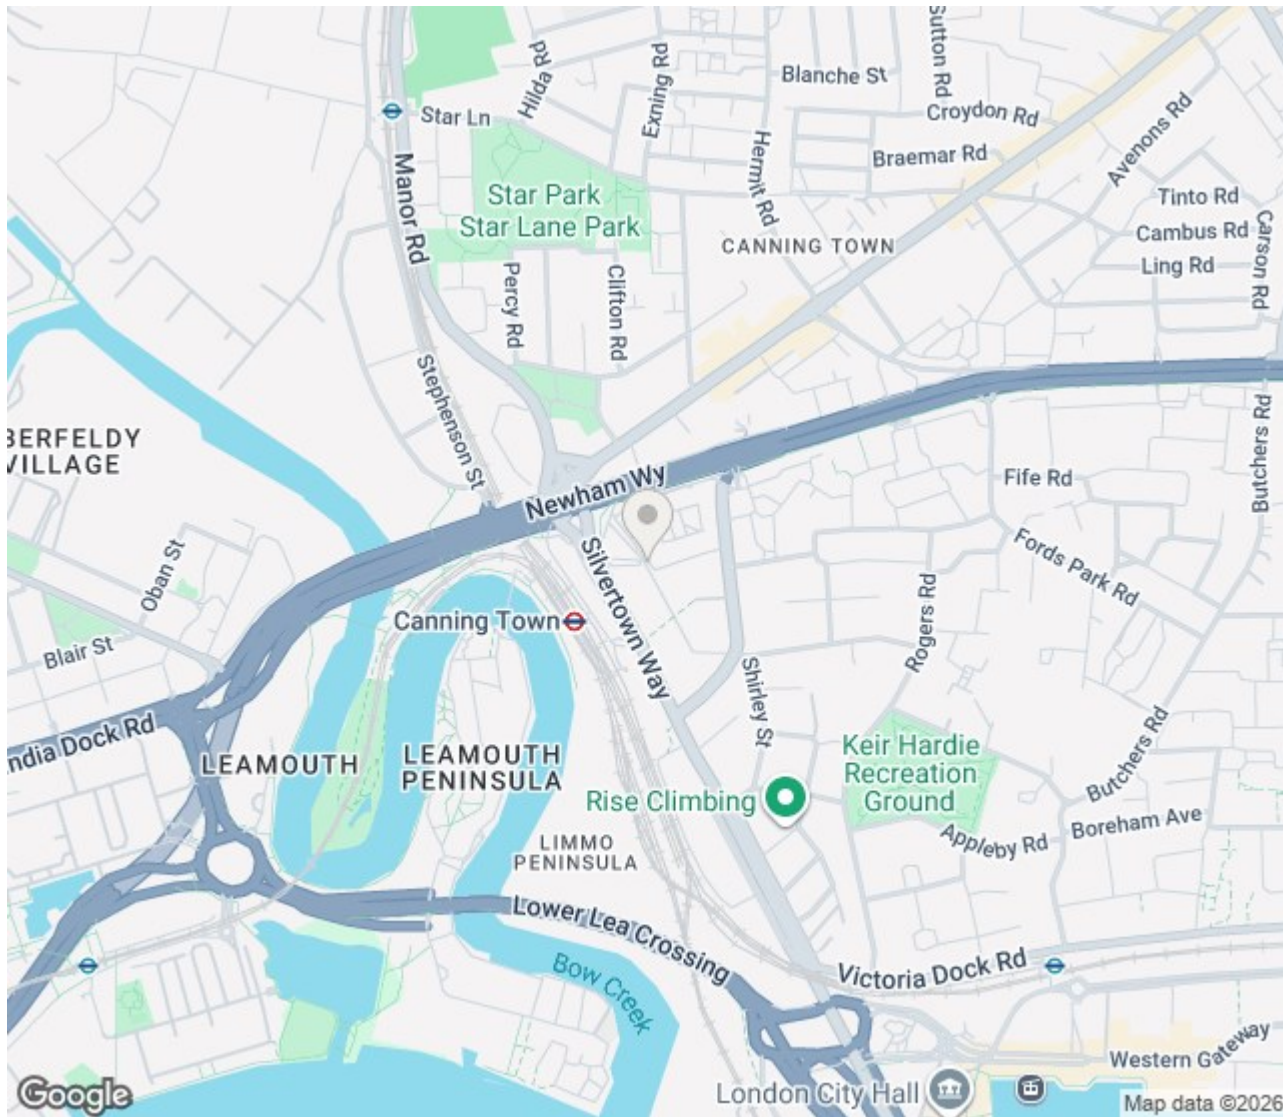 Sutton Rd
Hilda Rd
Exning Rd
Blanche St
Croydon Rd
Avenons Rd
Star Ln
Hermit Rd
Braemar Rd
Manor Rd
Star Park
Star Lane Park
Tinto Rd
Cambus Rd
Ling Rd
Carson Rd
CANNING TOWN
Percy Rd
Clifton Rd
Stephenson St
BERFELDY
VILLAGE
Newham Wy
Fife Rd
Butchers Rd
Oban St
Silvertown Way
Fords Park Rd
Canning Town
Rogers Rd
Blair St
Shirley St
ndia Dock Rd
LEAMOUTH
LEAMOUTH
PENINSULA
Keir Hardie
Recreation
Ground
Butchers Rd
Rise Climbing
Appleby Rd
Boreham Ave
LIMMO
PENINSULA
Lower Lea Crossing
Bow Creek
Victoria Dock Rd
Western Gateway
London City Hall
Google
Map data ©2026